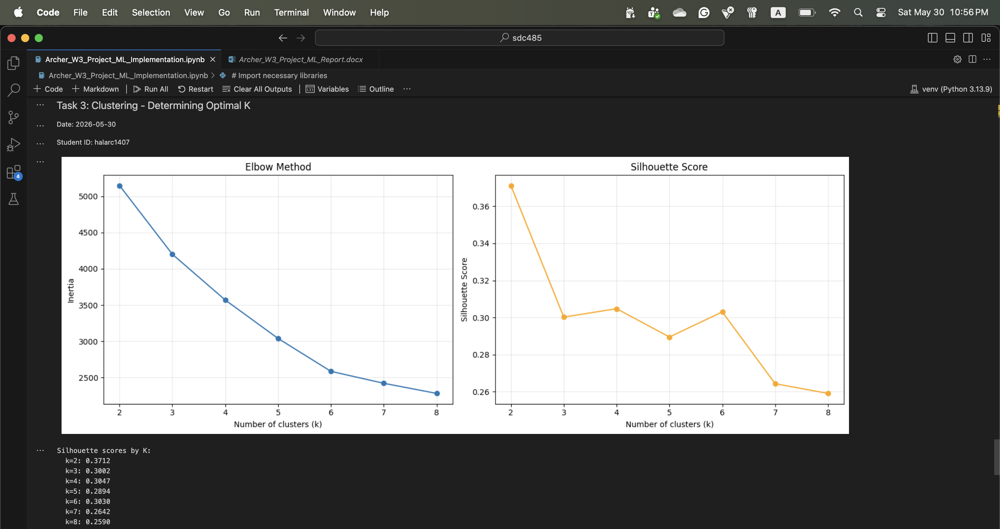 Code File Edit Selection View Go Run Terminal Window Help A Sat May 30 10:56 PM
sdc485
Archer_W3_Project_ML_Implementation.ipynb Archer_W3_Project_ML_Report.docx
Archer_W3_Project_ML_Implementation.ipynb > # Import necessary libraries
+ Code + Markdown | Run All Restart Clear All Outputs | Variables Outline ... venv (Python 3.13.9)
Task 3: Clustering - Determining Optimal K
Date: 2026-05-30
Student ID: halarc1407
4
Elbow Method
5000
4500
4000
3500
3000
2500
Inertia
2 3 4 5 6 7 8
Number of clusters (k)
Silhouette Score
0.36
0.34
0.32
0.30
0.28
0.26
Silhouette Score
2 3 4 5 6 7 8
Number of clusters (k)
Silhouette scores by K:
k=2: 0.3712
k=3: 0.3002
k=4: 0.3047
k=5: 0.2894
k=6: 0.3030
k=7: 0.2642
k=8: 0.2590